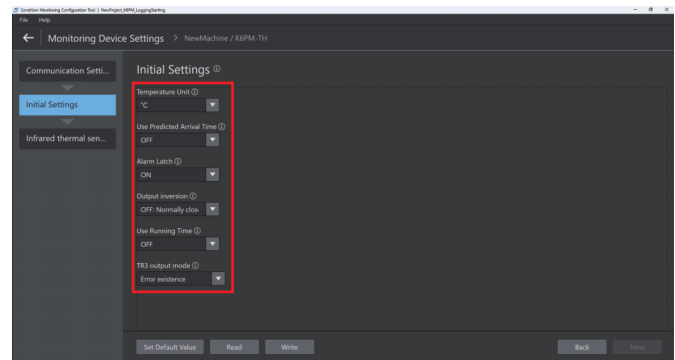 Condition Monitoring Configuration Tool | NewProject_K6PM_LoggingStarting
File Help
Monitoring Device Settings > NewMachine / K6PM-TH
Communication Setti...
Initial Settings
Infrared thermal sen...
Initial Settings
Temperature Unit
°C
Use Predicted Arrival Time
OFF
Alarm Latch
ON
Output inversion
OFF: Normally clos
Use Running Time
OFF
TR3 output mode
Error existence
Set Default Value Read Write Back Next